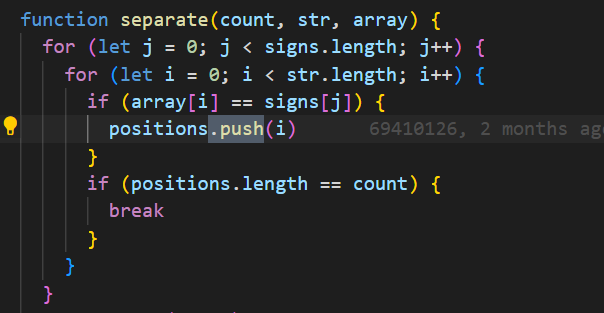 function separate(count, str, array) {
for (let j = 0; j < signs.length; j++) {
for (let i = 0; i < str.length; i++) {
if (array[i] == signs[j]) {
positions.push(i) 69410126, 2 months ago
}
if (positions.length == count) {
break
}
}
}